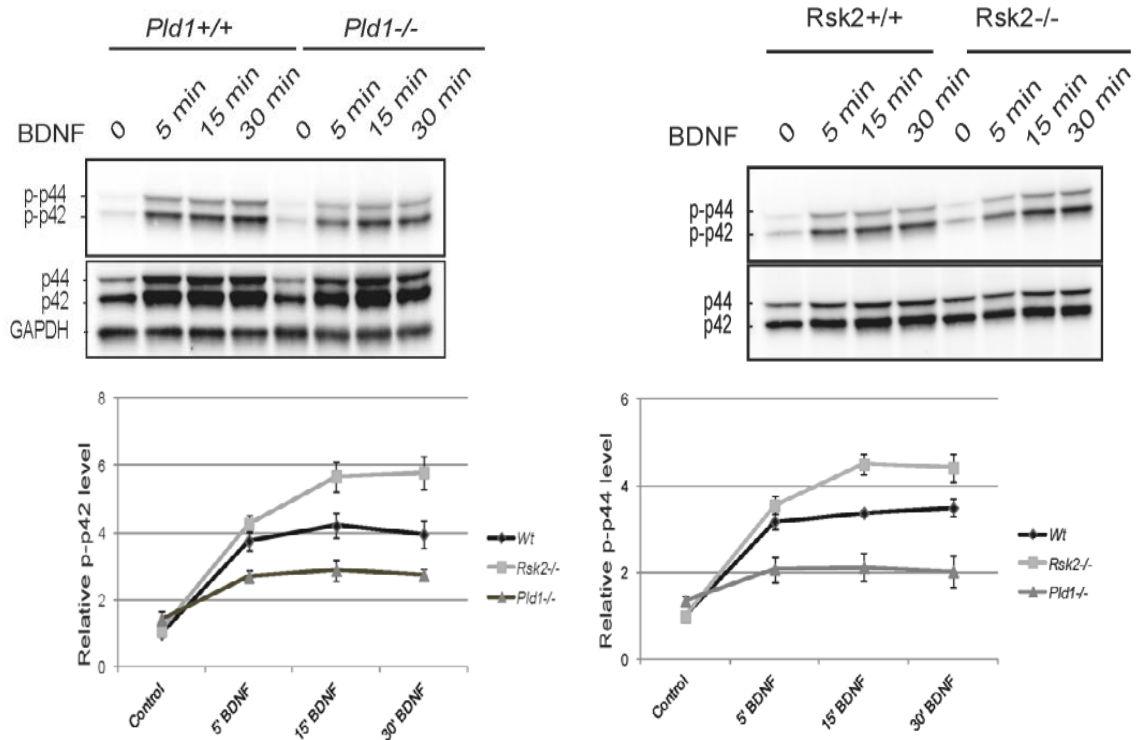 Pld1+/+ Pld1-/-
BDNF 0 5 min 15 min 30 min 0 5 min 15 min 30 min
p-p44
p-p42
p44
p42
GAPDH
Rsk2+/+ Rsk2-/-
BDNF 0 5 min 15 min 30 min 0 5 min 15 min 30 min
p-p44
p-p42
p44
p42
Relative p-p42 level
8
6
4
2
0
Control 5' BDNF 15' BDNF 30' BDNF
Wt
Rsk2-/-
Pld1-/-
Relative p-p44 level
6
4
2
0
Control 5' BDNF 15' BDNF 30' BDNF
Wt
Rsk2-/-
Pld1-/-